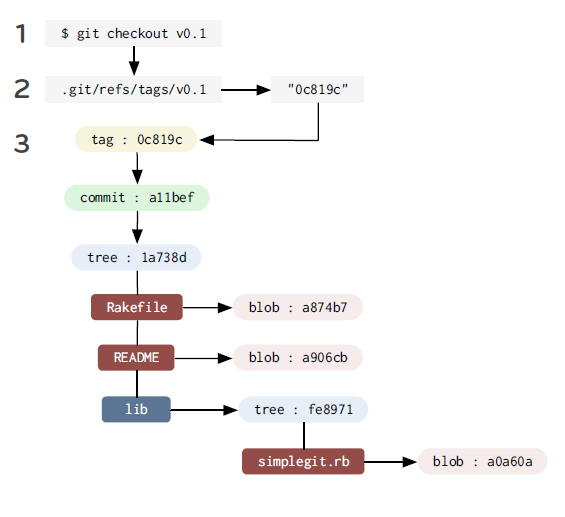 1 $ git checkout v0.1
2 .git/refs/tags/v0.1 "0c819c"
3 tag : 0c819c
commit : a11bef
tree : 1a738d
Rakefile blob : a874b7
README blob : a906cb
lib tree : fe8971
simplegit.rb blob : a0a60a